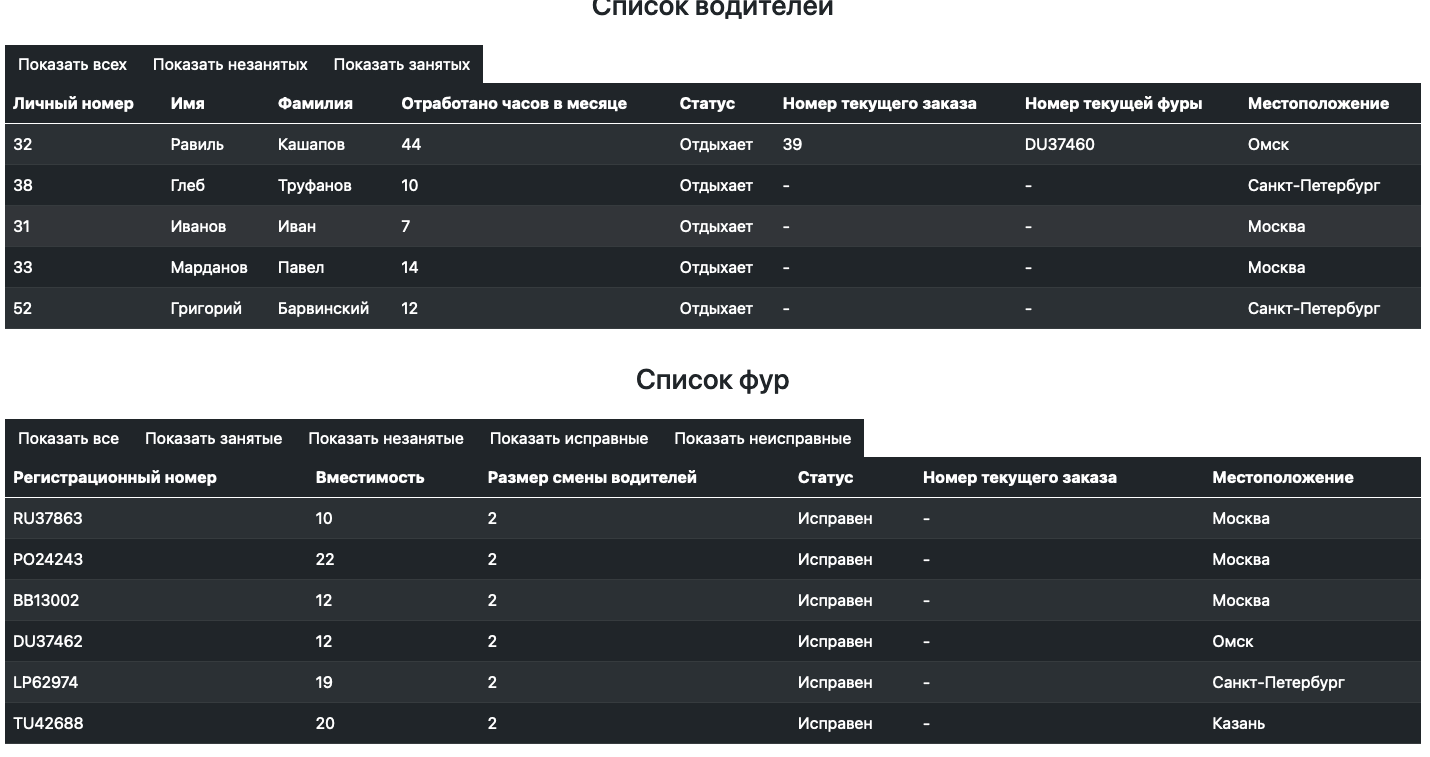 Список водителей
Показать всех Показать незанятых Показать занятых
Личный номер Имя Фамилия Отработано часов в месяце Статус Номер текущего заказа Номер текущей фуры Местоположение
32 Равиль Кашапов 44 Отдыхает 39 DU37460 Омск
38 Глеб Труфанов 10 Отдыхает - - Санкт-Петербург
31 Иванов Иван 7 Отдыхает - - Москва
33 Марданов Павел 14 Отдыхает - - Москва
52 Григорий Барвинский 12 Отдыхает - - Санкт-Петербург
Список фур
Показать все Показать занятые Показать незанятые Показать исправные Показать неисправные
Регистрационный номер Вместимость Размер смены водителей Статус Номер текущего заказа Местоположение
RU37863 10 2 Исправен - Москва
PO24243 22 2 Исправен - Москва
BB13002 12 2 Исправен - Москва
DU37462 12 2 Исправен - Омск
LP62974 19 2 Исправен - Санкт-Петербург
TU42688 20 2 Исправен - Казань